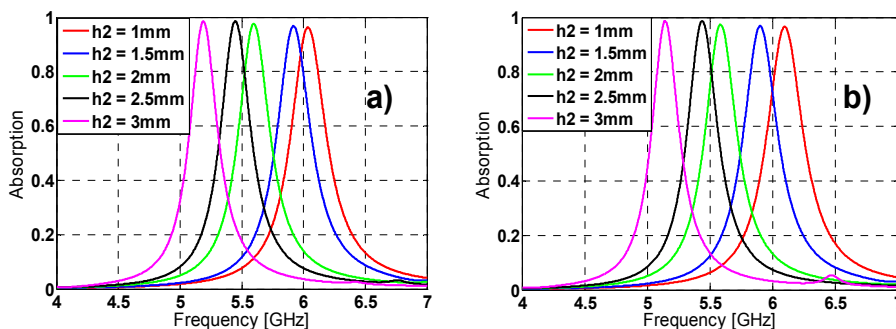 1
0.8
0.6
0.4
0.2
0
Absorption
h2 = 1mm
h2 = 1.5mm
h2 = 2mm
h2 = 2.5mm
h2 = 3mm
a)
4 4.5 5 5.5 6 6.5 7
Frequency [GHz]
1
0.8
0.6
0.4
0.2
0
Absorption
h2 = 1mm
h2 = 1.5mm
h2 = 2mm
h2 = 2.5mm
h2 = 3mm
b)
4 4.5 5 5.5 6 6.5
Frequency [GHz]